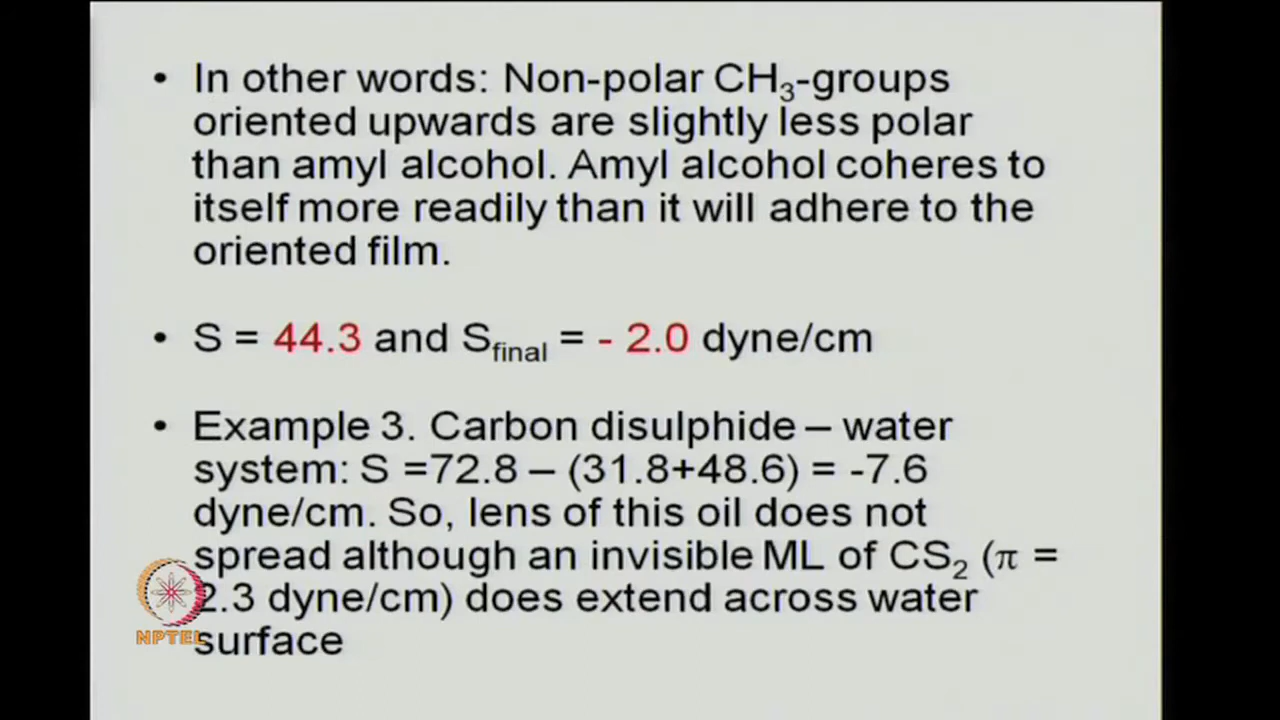 • In other words: Non-polar CH₃-groups
oriented upwards are slightly less polar
than amyl alcohol. Amyl alcohol coheres to
itself more readily than it will adhere to the
oriented film.
• S = 44.3 and S_final = - 2.0 dyne/cm
• Example 3. Carbon disulphide – water
system: S =72.8 – (31.8+48.6) = -7.6
dyne/cm. So, lens of this oil does not
spread although an invisible ML of CS₂ (π =
2.3 dyne/cm) does extend across water
surface
NPTEL